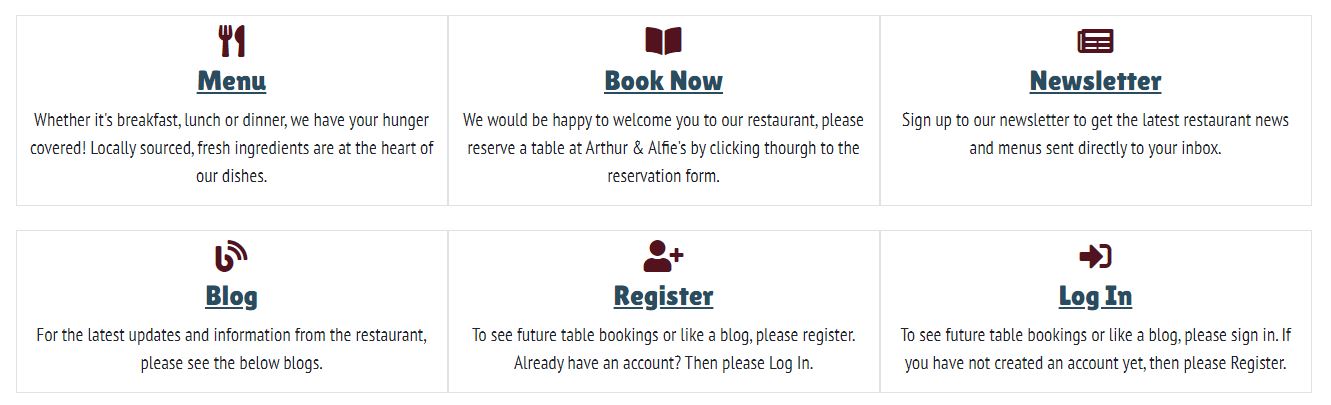 Menu
Whether it's breakfast, lunch or dinner, we have your hunger
covered! Locally sourced, fresh ingredients are at the heart of
our dishes.
Book Now
We would be happy to welcome you to our restaurant, please
reserve a table at Arthur & Alfie's by clicking thourgh to the
reservation form.
Newsletter
Sign up to our newsletter to get the latest restaurant news
and menus sent directly to your inbox.
Blog
For the latest updates and information from the restaurant,
please see the below blogs.
Register
To see future table bookings or like a blog, please register.
Already have an account? Then please Log In.
Log In
To see future table bookings or like a blog, please sign in. If
you have not created an account yet, then please Register.